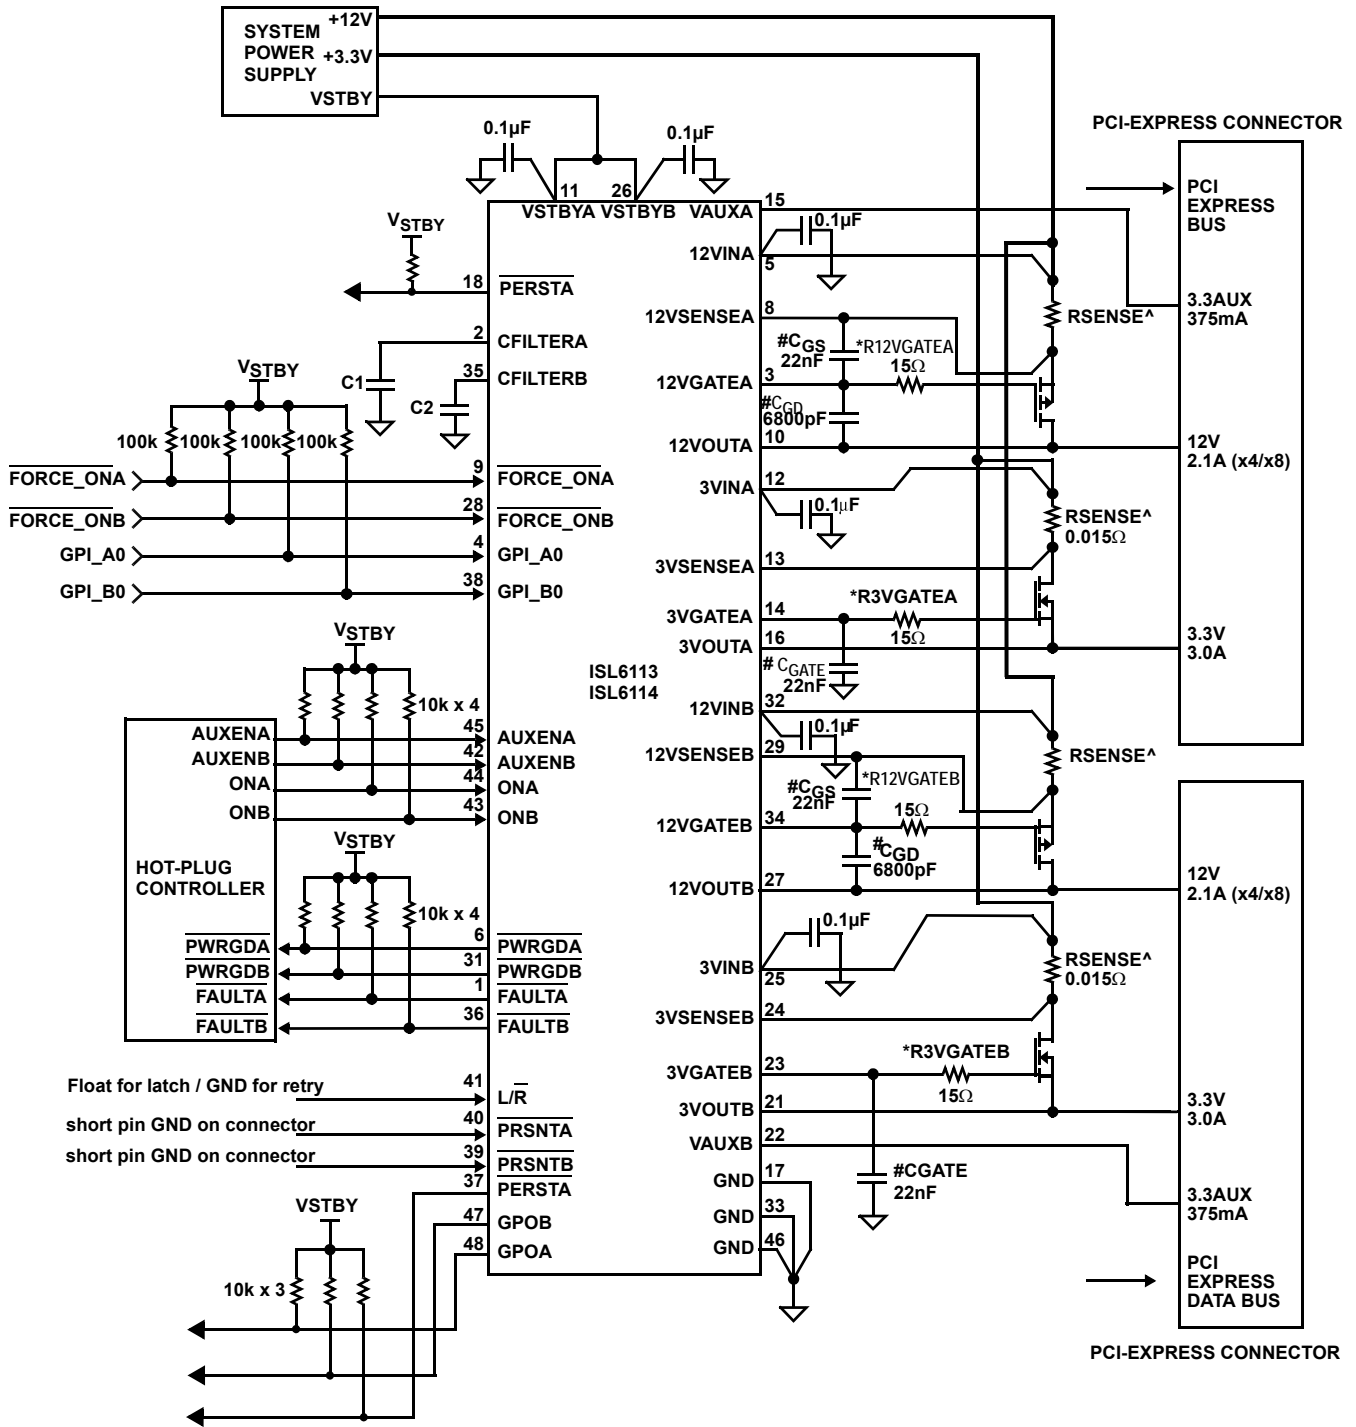 SYSTEM
POWER
SUPPLY
+12V
+3.3V
VSTBY
0.1µF
0.1µF
11
26
VSTBYA
VSTBYB
PCI-EXPRESS CONNECTOR
PCI
EXPRESS
BUS
3.3AUX
375mA
12V
2.1A (x4/x8)
3.3V
3.0A
VSTBY
18
PERSTA
2
CFILTERA
C1
35
CFILTERB
C2
VSTBY
100k
100k
100k
100k
FORCE_ONA
9
FORCE_ONA
FORCE_ONB
28
FORCE_ONB
GPI_A0
4
GPI_A0
GPI_B0
38
GPI_B0
VSTBY
10k x 4
HOT-PLUG
CONTROLLER
AUXENA
45
AUXENA
AUXENB
42
AUXENB
ONA
44
ONA
ONB
43
ONB
VSTBY
10k x 4
PWRGDA
6
PWRGDA
PWRGDB
31
PWRGDB
FAULTA
1
FAULTA
FAULTB
36
FAULTB
Float for latch / GND for retry
41
L/R
short pin GND on connector
40
PRSNTA
short pin GND on connector
39
PRSNTB
37
PERSTA
47
GPOB
48
GPOA
VSTBY
10k x 3
ISL6113
ISL6114
VAUXA
15
12VINA
5
0.1µF
12VSENSEA
8
RSENSE^
#CGS
22nF
*R12VGATEA
15Ω
12VGATEA
3
#CGD
6800pF
12VOUTA
10
3VINA
12
0.1µF
RSENSE^
0.015Ω
3VSENSEA
13
*R3VGATEA
15Ω
3VGATEA
14
3VOUTA
16
# CGATE
22nF
12VINB
32
0.1µF
12VSENSEB
29
RSENSE^
#CGS
22nF
*R12VGATEB
15Ω
12VGATEB
34
#CGD
6800pF
12VOUTB
27
0.1µF
3VINB
25
RSENSE^
0.015Ω
3VSENSEB
24
*R3VGATEB
15Ω
3VGATEB
23
3VOUTB
21
VAUXB
22
#CGATE
22nF
GND
17
GND
33
GND
46
12V
2.1A (x4/x8)
3.3V
3.0A
3.3AUX
375mA
PCI
EXPRESS
DATA BUS
PCI-EXPRESS CONNECTOR